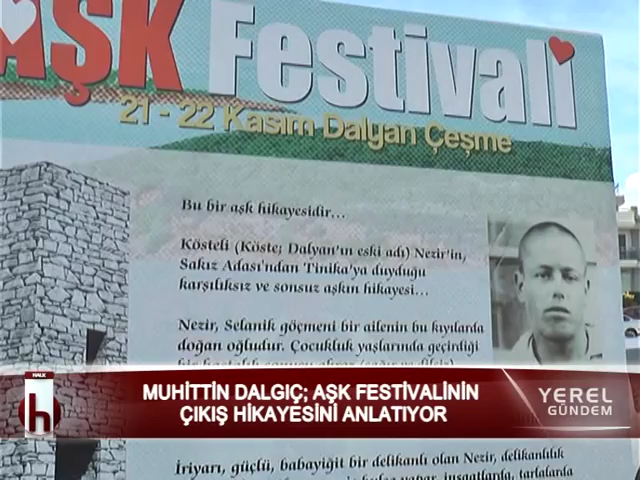 AŞK Festivali
21 - 22 Kasım Dalyan Çeşme
Bu bir aşk hikayesidir...
Kösteli (Köste; Dalyan'ın eski adı) Nezir'in,
Sakız Adası'ndan Tinika'ya duyduğu
karşılıksız ve sonsuz aşkın hikayesi...
Nezir, Selanik göçmeni bir ailenin bu kıyılarda
doğan oğludur. Çocukluk yaşlarında geçirdiği
HALK
h
MUHİTTİN DALGIÇ; AŞK FESTİVALİNİN
ÇIKIŞ HİKAYESİNİ ANLATIYOR
YEREL
GÜNDEM
İriyarı, güçlü, babayiğit bir delikanlı olan Nezir, delikanlılık
yapar, inşaatlarda, tarlalarda